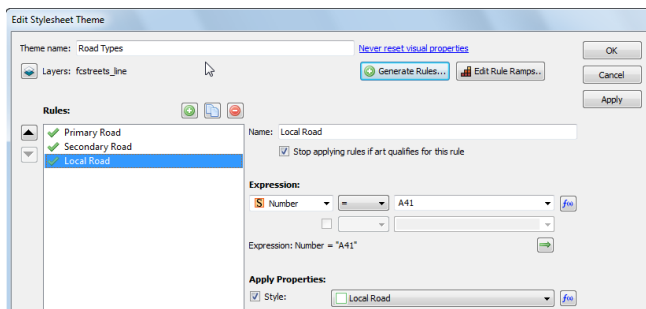 Edit Stylesheet Theme
Theme name: Road Types Never reset visual properties OK
Layers: fcstreets_line Generate Rules... Edit Rule Ramps.. Cancel
Apply
Rules:
Primary Road Name: Local Road
Secondary Road Stop applying rules if art qualifies for this rule
Local Road
Expression:
S Number = A41 f(x)
Expression: Number = "A41"
Apply Properties:
Style: Local Road f(x)